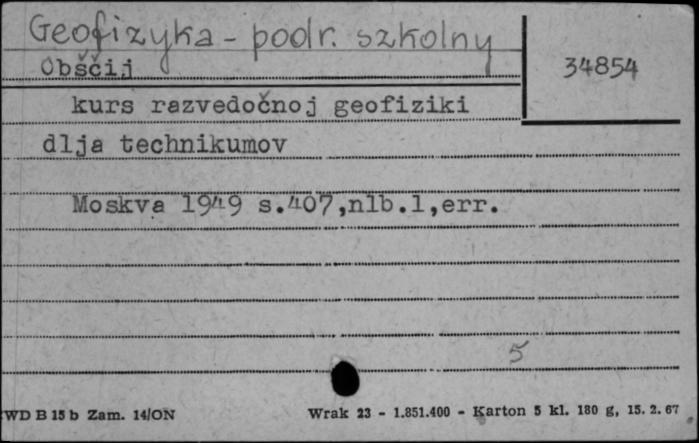 Geofizyka - podr. szkolny
34854
Obščij
kurs razvedočnoj geofiziki
dlja technikumov
Moskva 1949 s.407,nlb.1,err.
5
WD B 15 b Zam. 14/ON
Wrak 23 - 1.851.400 - Karton 5 kl. 180 g, 15. 2. 67